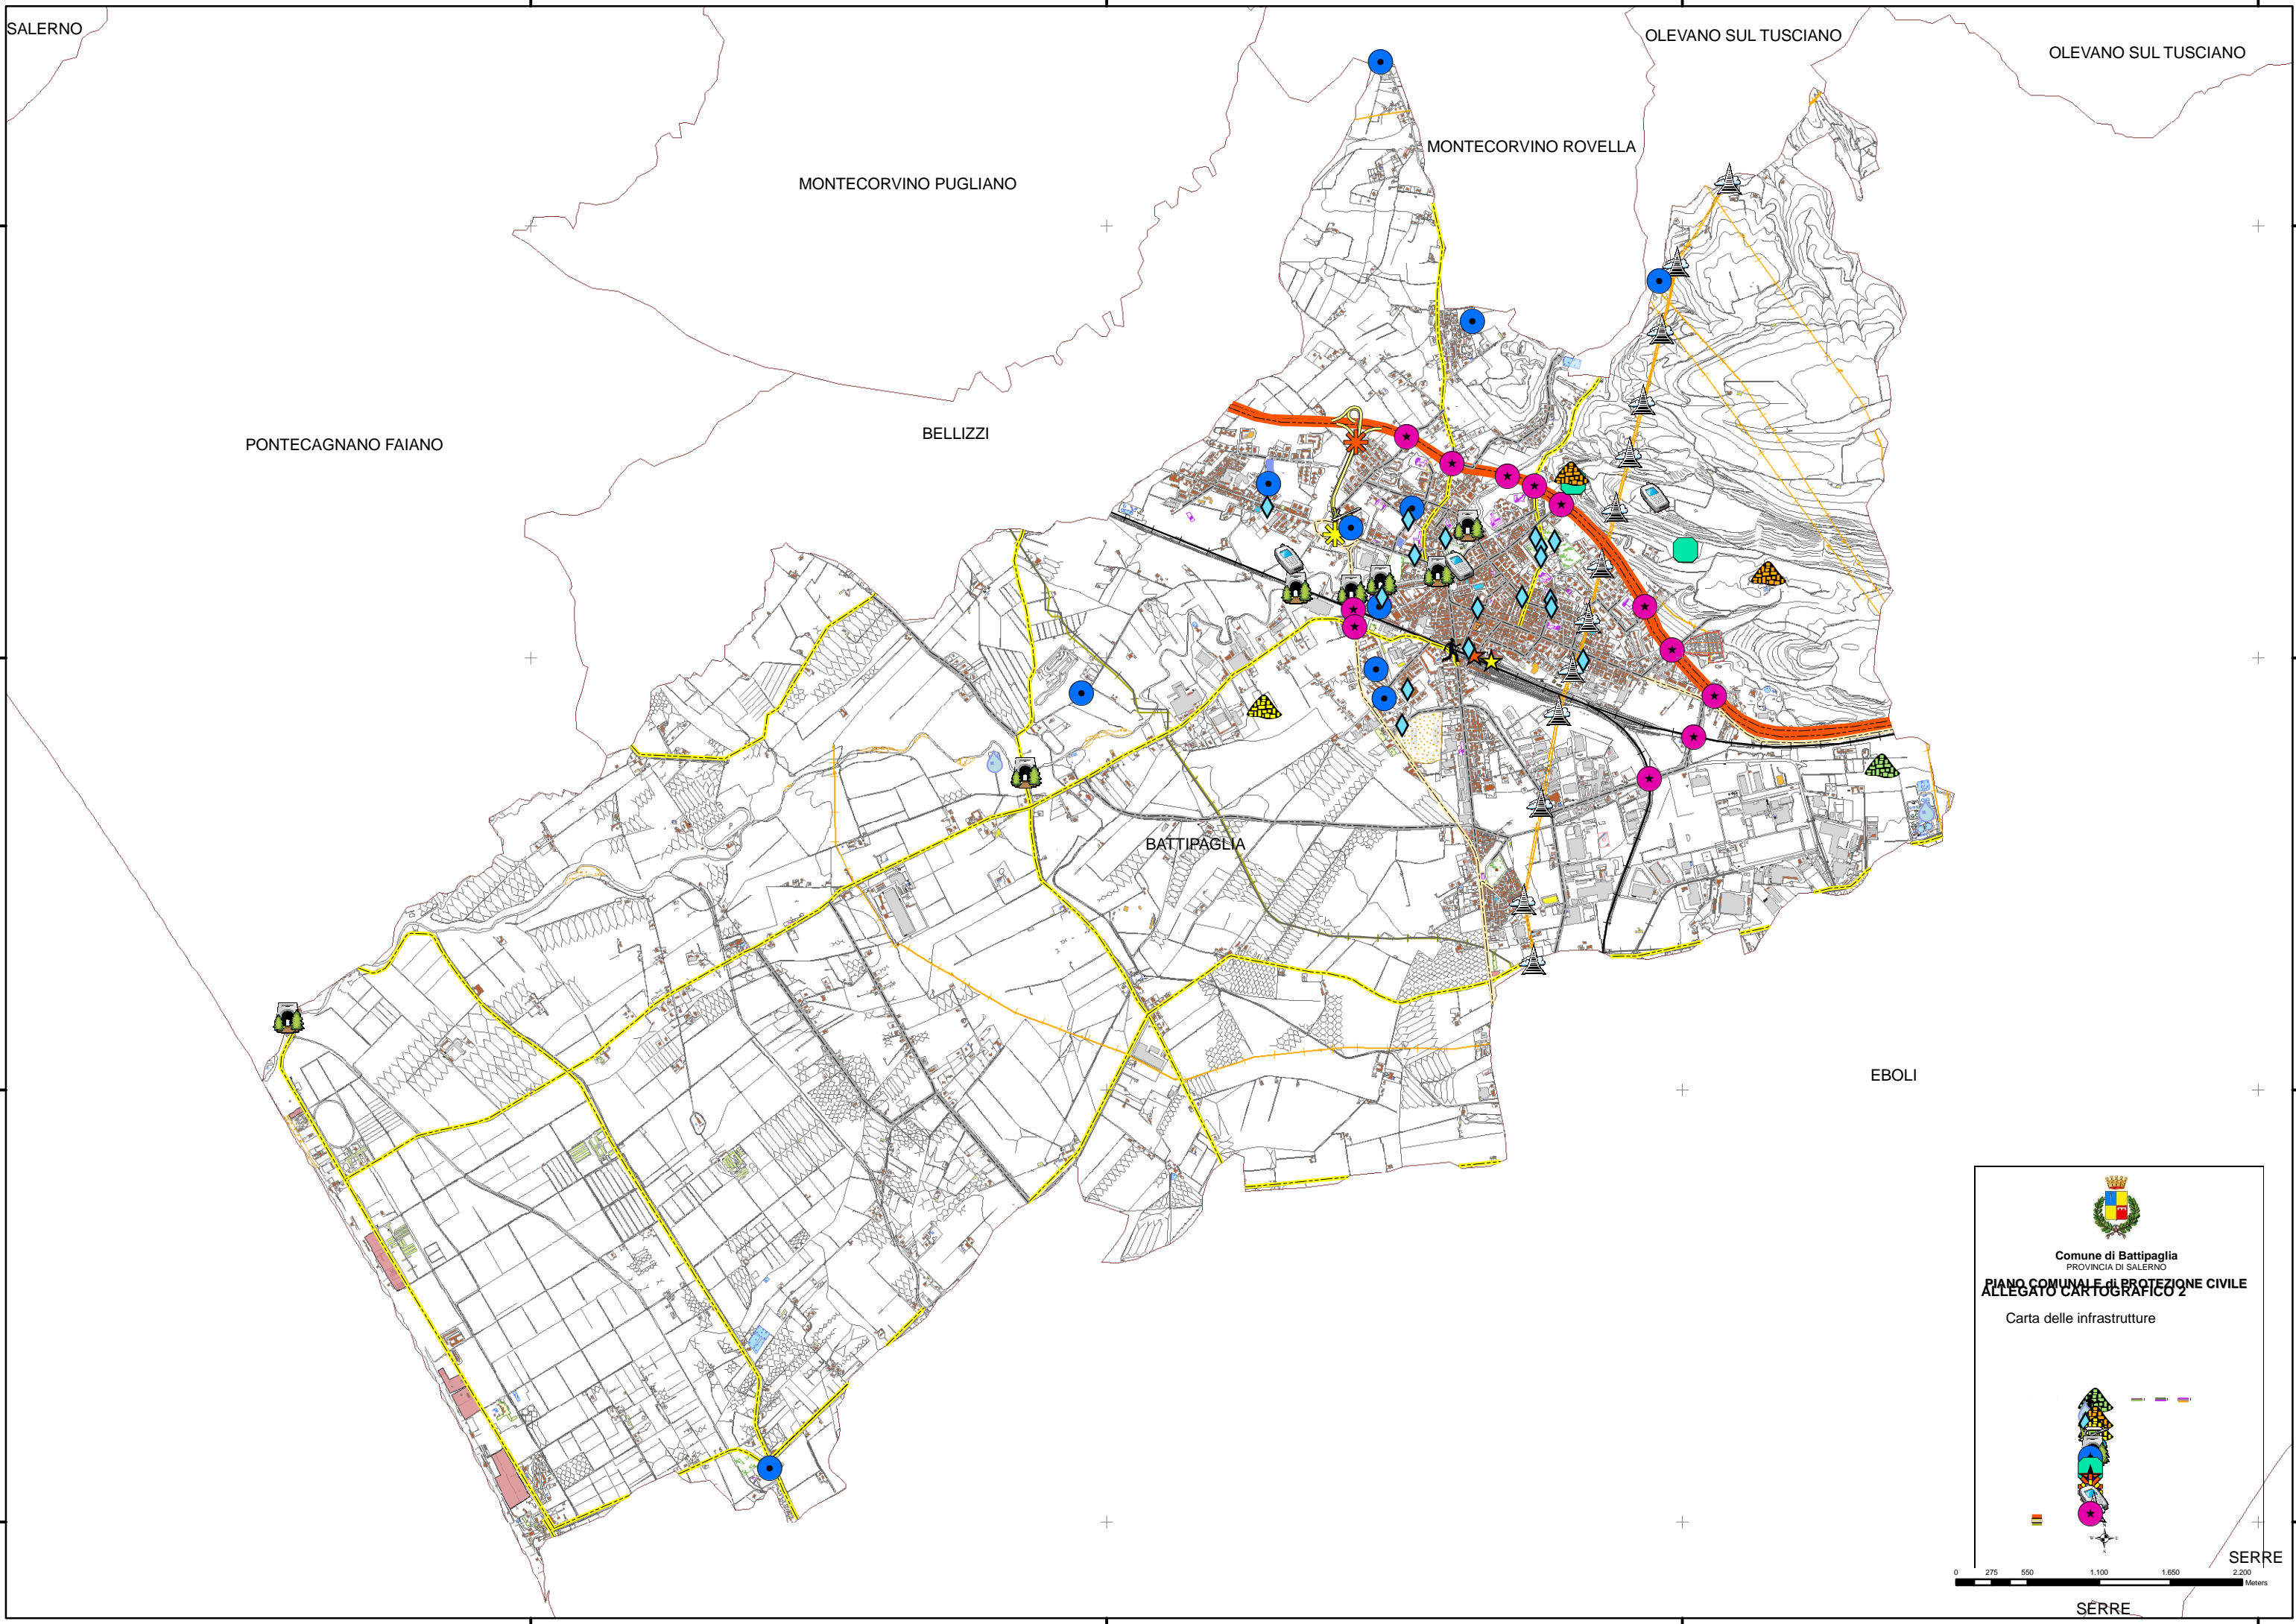 SALERNO
OLEVANO SUL TUSCIANO
OLEVANO SUL TUSCIANO
MONTECORVINO ROVELLA
MONTECORVINO PUGLIANO
BELLIZZI
PONTECAGNANO FAIANO
BATTIPAGLIA
EBOLI
Comune di Battipaglia
PROVINCIA DI SALERNO
PIANO COMUNALE di PROTEZIONE CIVILE
ALLEGATO CARTOGRAFICO 2
Carta delle infrastrutture
SERRE
0 275 550 1.100 1.650 2.200
Meters
SERRE